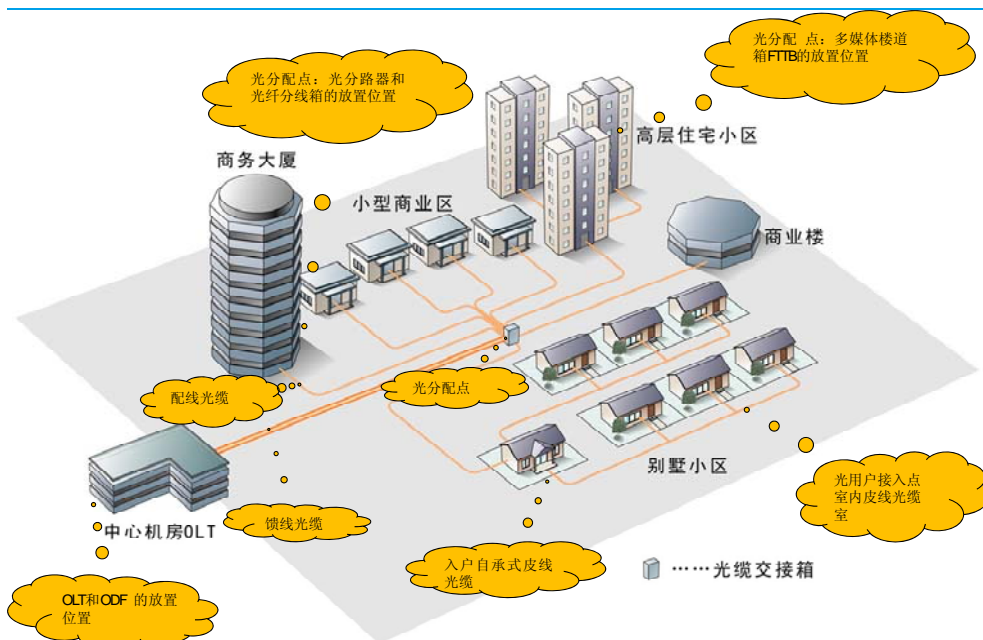 光分配 点：多媒体楼道
箱FTTB的放置位置
光分配点：光分路器和
光纤分线箱的放置位置
高层住宅小区
商务大厦
小型商业区
商业楼
配线光缆
光分配点
别墅小区
光用户接入点
室内皮线光缆
室
馈线光缆
中心机房OLT
入户自承式皮线
光缆
……光缆交接箱
OLT和ODF 的放置
位置